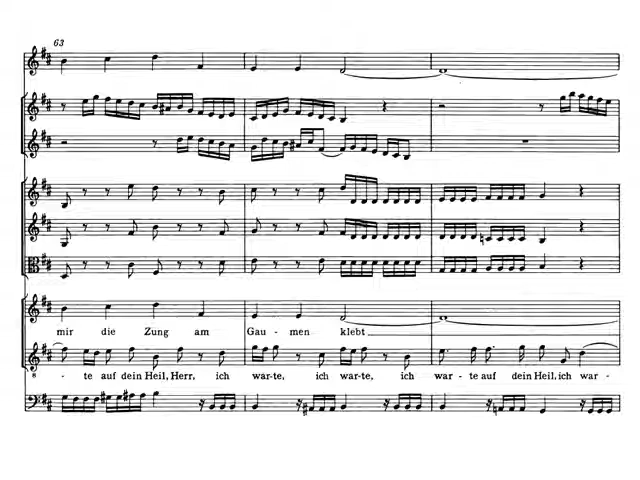 63
mir die Zung am Gau- men klebt
- te auf dein Heil, Herr, ich war-te, ich war-te, ich war - te auf dein Heil, ich war -
8